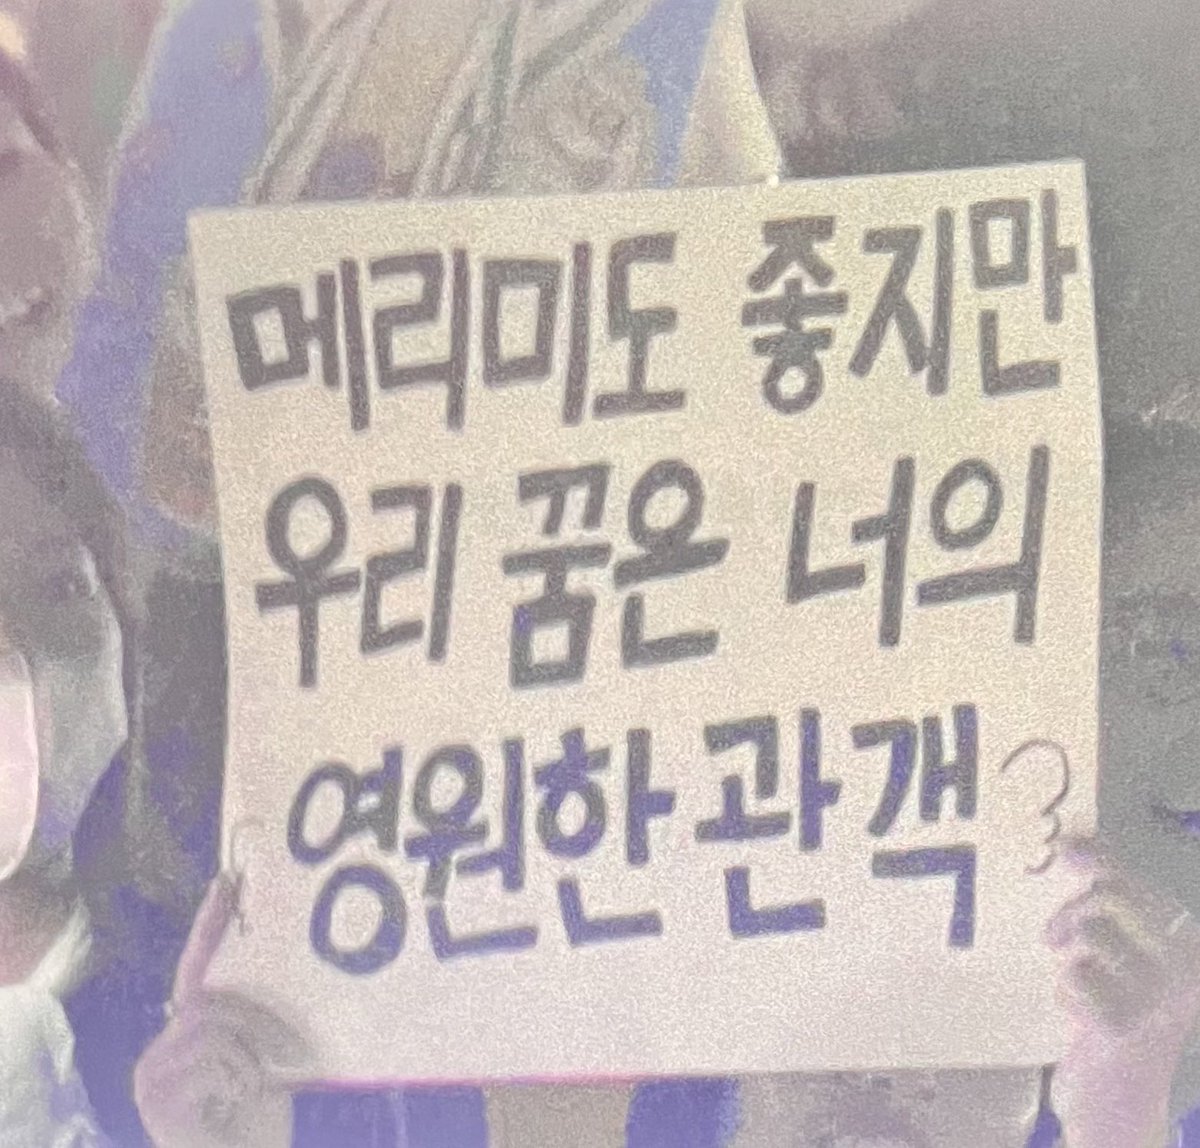 메리미도 좋지만
우리 꿈은 너의
영원한 관객